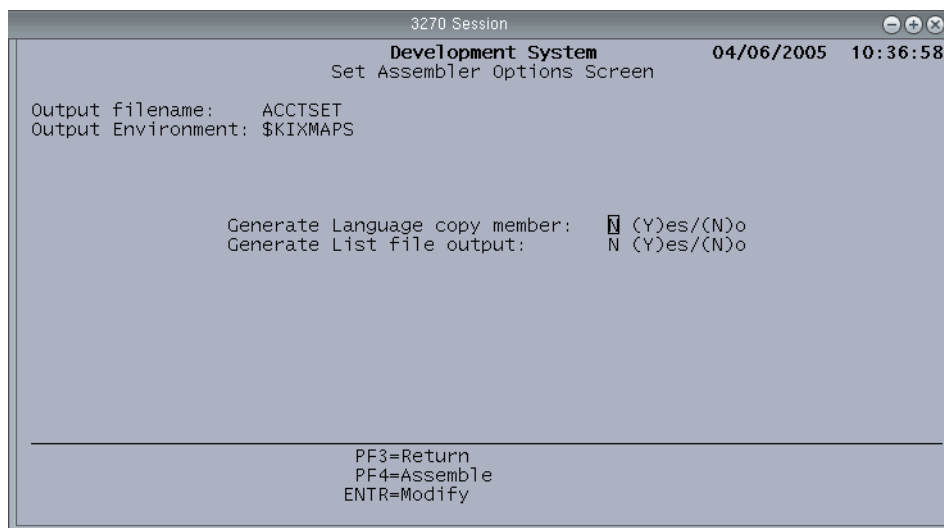 3270 Session
Development System 04/06/2005 10:36:58
Set Assembler Options Screen
Output filename: ACCTSET
Output Environment: $KIXMAPS
Generate Language copy member: N (Y)es/(N)o
Generate List file output: N (Y)es/(N)o
PF3=Return
PF4=Assemble
ENTR=Modify